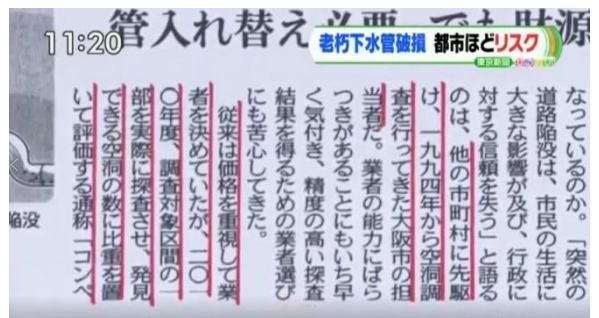 11:20
老朽下水管破損 都市ほどリスク
東京新聞
管入れ替え必要 でも財源
なっているのか。「突然の
道路陥没は、市民の生活に
大きな影響が及び、行政に
対する信頼を失う」と語る
のは、他の市町村に先駆
け、一九九四年から空洞調
査を行ってきた大阪市の担
当者だ。業者の能力にばら
つきがあることにもいち早
く気付き、精度の高い探査
結果を得るための業者選び
にも苦心してきた。
従来は価格を重視して業
者を決めていたが、二〇一
〇年度、調査対象区間の一
部を実際に探査させ、発見
できる空洞の数に比重を置
いて評価する通称「コンペ
陥没